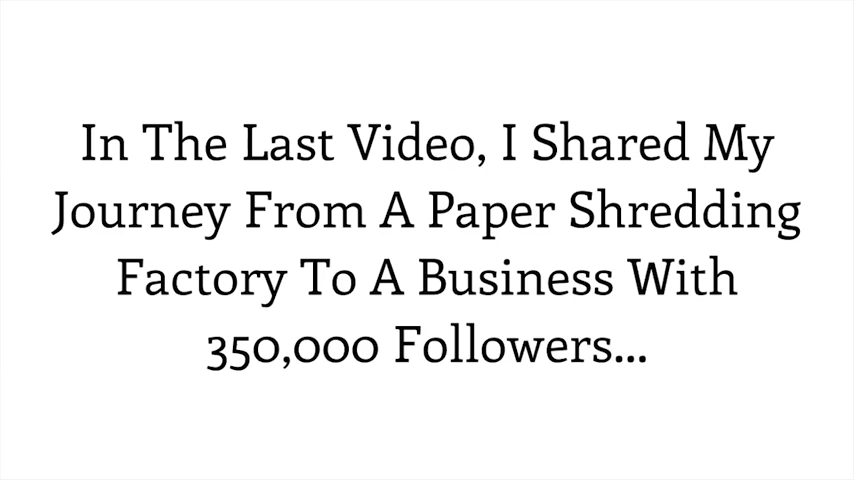 In The Last Video, I Shared My
Journey From A Paper Shredding
Factory To A Business With
350,000 Followers...